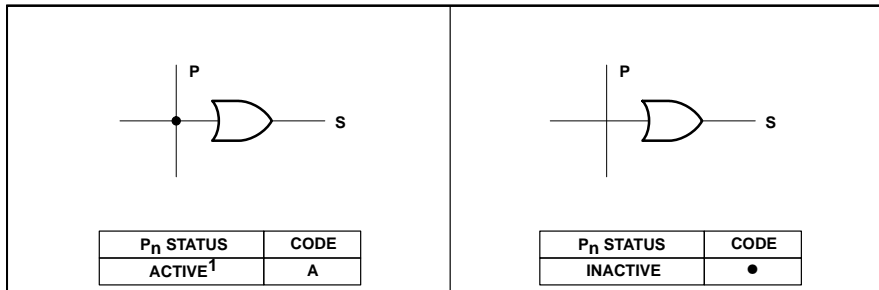 P
S
Pn STATUS CODE
ACTIVE1 A
P
S
Pn STATUS CODE
INACTIVE ●